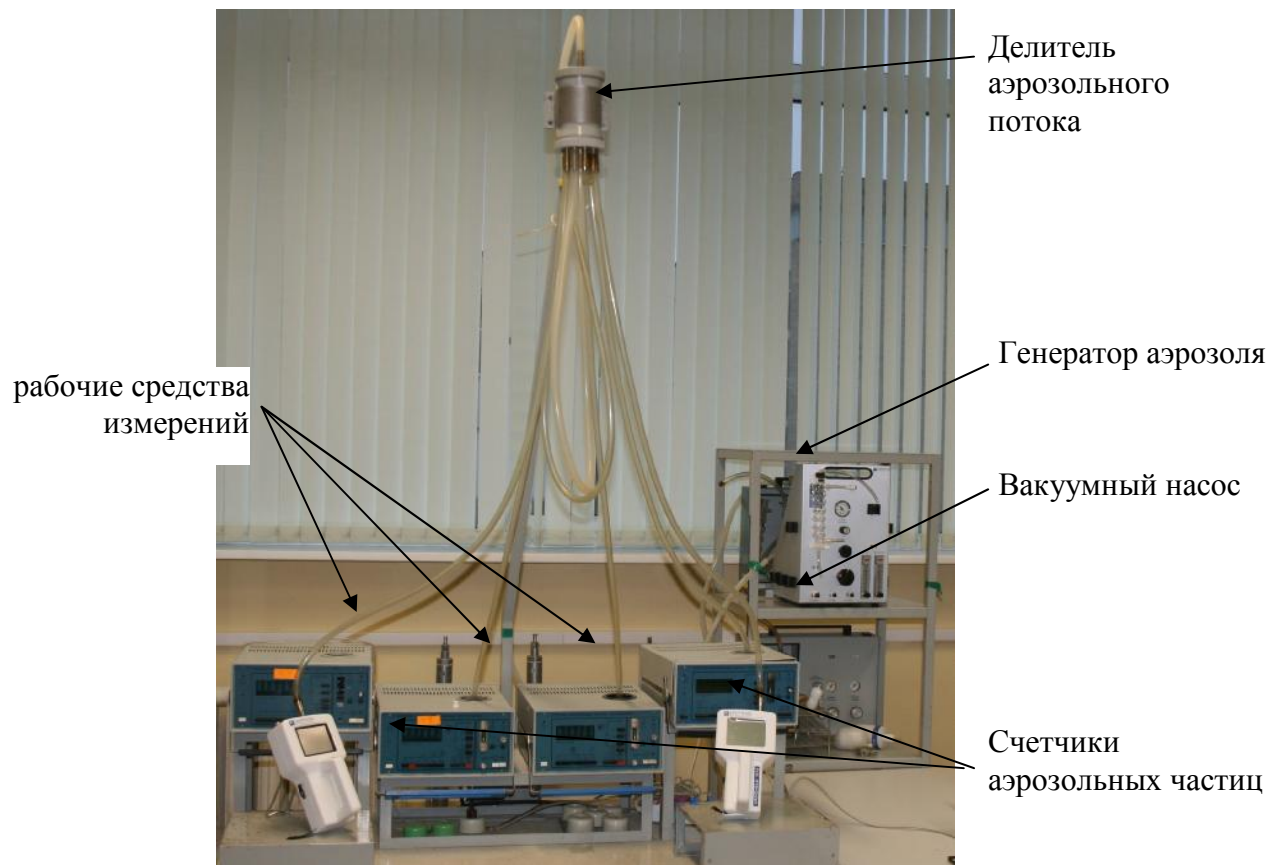 Делитель
аэрозольного
потока
Генератор аэрозоля
рабочие средства
измерений
Вакуумный насос
Счетчики
аэрозольных частиц